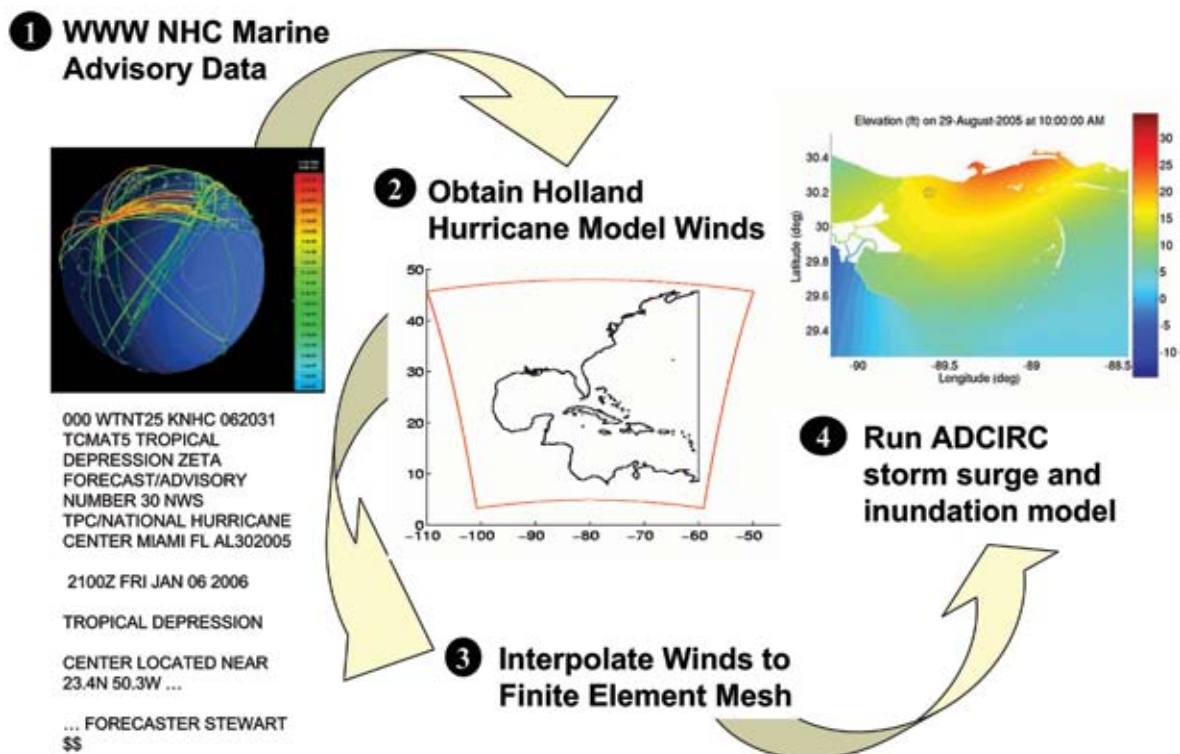 1 WWW NHC Marine
Advisory Data
000 WTNT25 KNHC 062031
TCMAT5 TROPICAL
DEPRESSION ZETA
FORECAST/ADVISORY
NUMBER 30 NWS
TPC/NATIONAL HURRICANE
CENTER MIAMI FL AL302005
2100Z FRI JAN 06 2006
TROPICAL DEPRESSION
CENTER LOCATED NEAR
23.4N 50.3W ...
... FORECASTER STEWART
$$
2 Obtain Holland
Hurricane Model Winds
50
40
30
20
10
0
-110 -100 -90 -80 -70 -60 -50
3 Interpolate Winds to
Finite Element Mesh
Elevation (ft) on 29-August-2005 at 10:00:00 AM
30.4
30.2
30
29.8
29.6
29.4
Latitude (deg)
-90 -89.5 -89 -88.5
Longitude (deg)
30
25
20
15
10
5
0
-5
-10
4 Run ADCIRC
storm surge and
inundation model